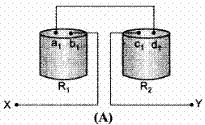 a₁ b₁ c₁ d₁
R₁ R₂
X Y
(A)